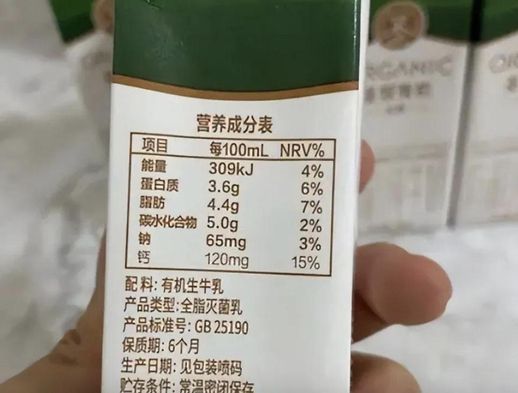 营养成分表
项目 每100mL NRV%
能量 309kJ 4%
蛋白质 3.6g 6%
脂肪 4.4g 7%
碳水化合物 5.0g 2%
钠 65mg 3%
钙 120mg 15%
配料:有机生牛乳
产品类型:全脂灭菌乳
产品标准号:GB 25190
保质期:6个月
生产日期:见包装喷码
贮存条件:常温密闭保存
ORGANIC